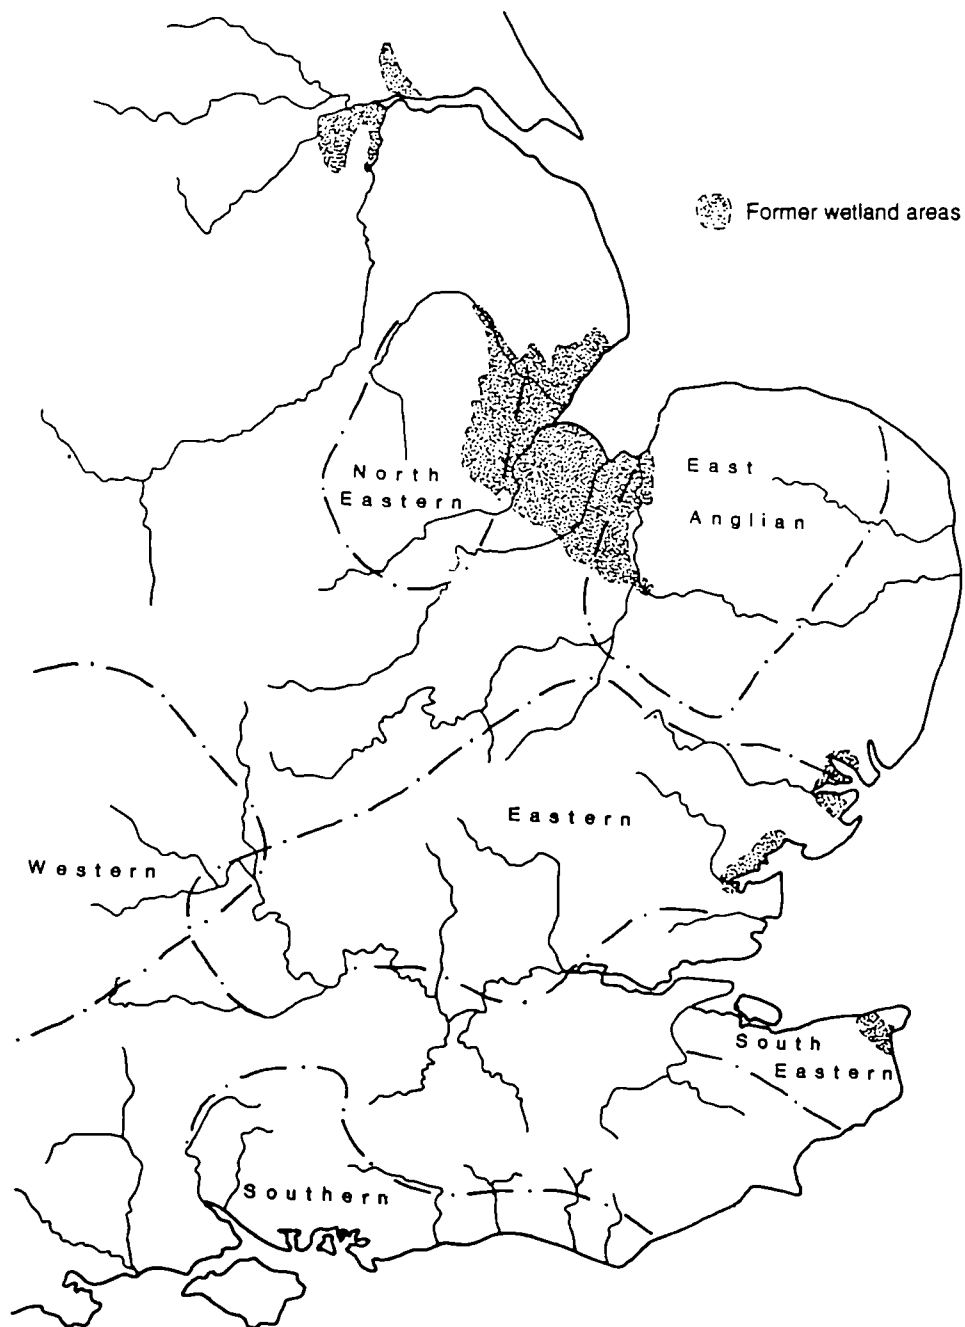 Former wetland areas
North
Eastern
East
Anglian
Eastern
Western
South
Eastern
Southern